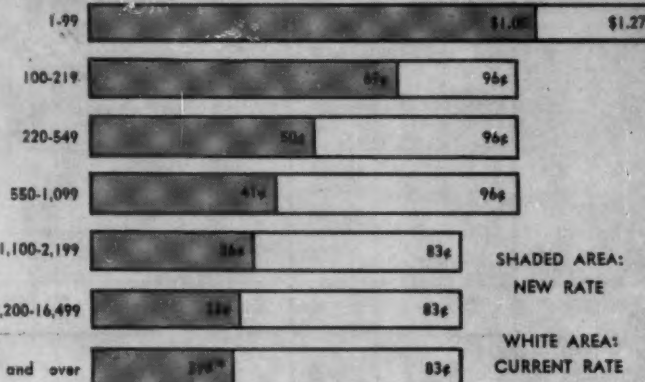 1-99 $1.27
100-219 69¢ 96¢
220-549 50¢ 96¢
550-1,099 41¢ 96¢
1,100-2,199 83¢
,200-16,499 83¢
and over 83¢
SHADED AREA:
NEW RATE
WHITE AREA:
CURRENT RATE